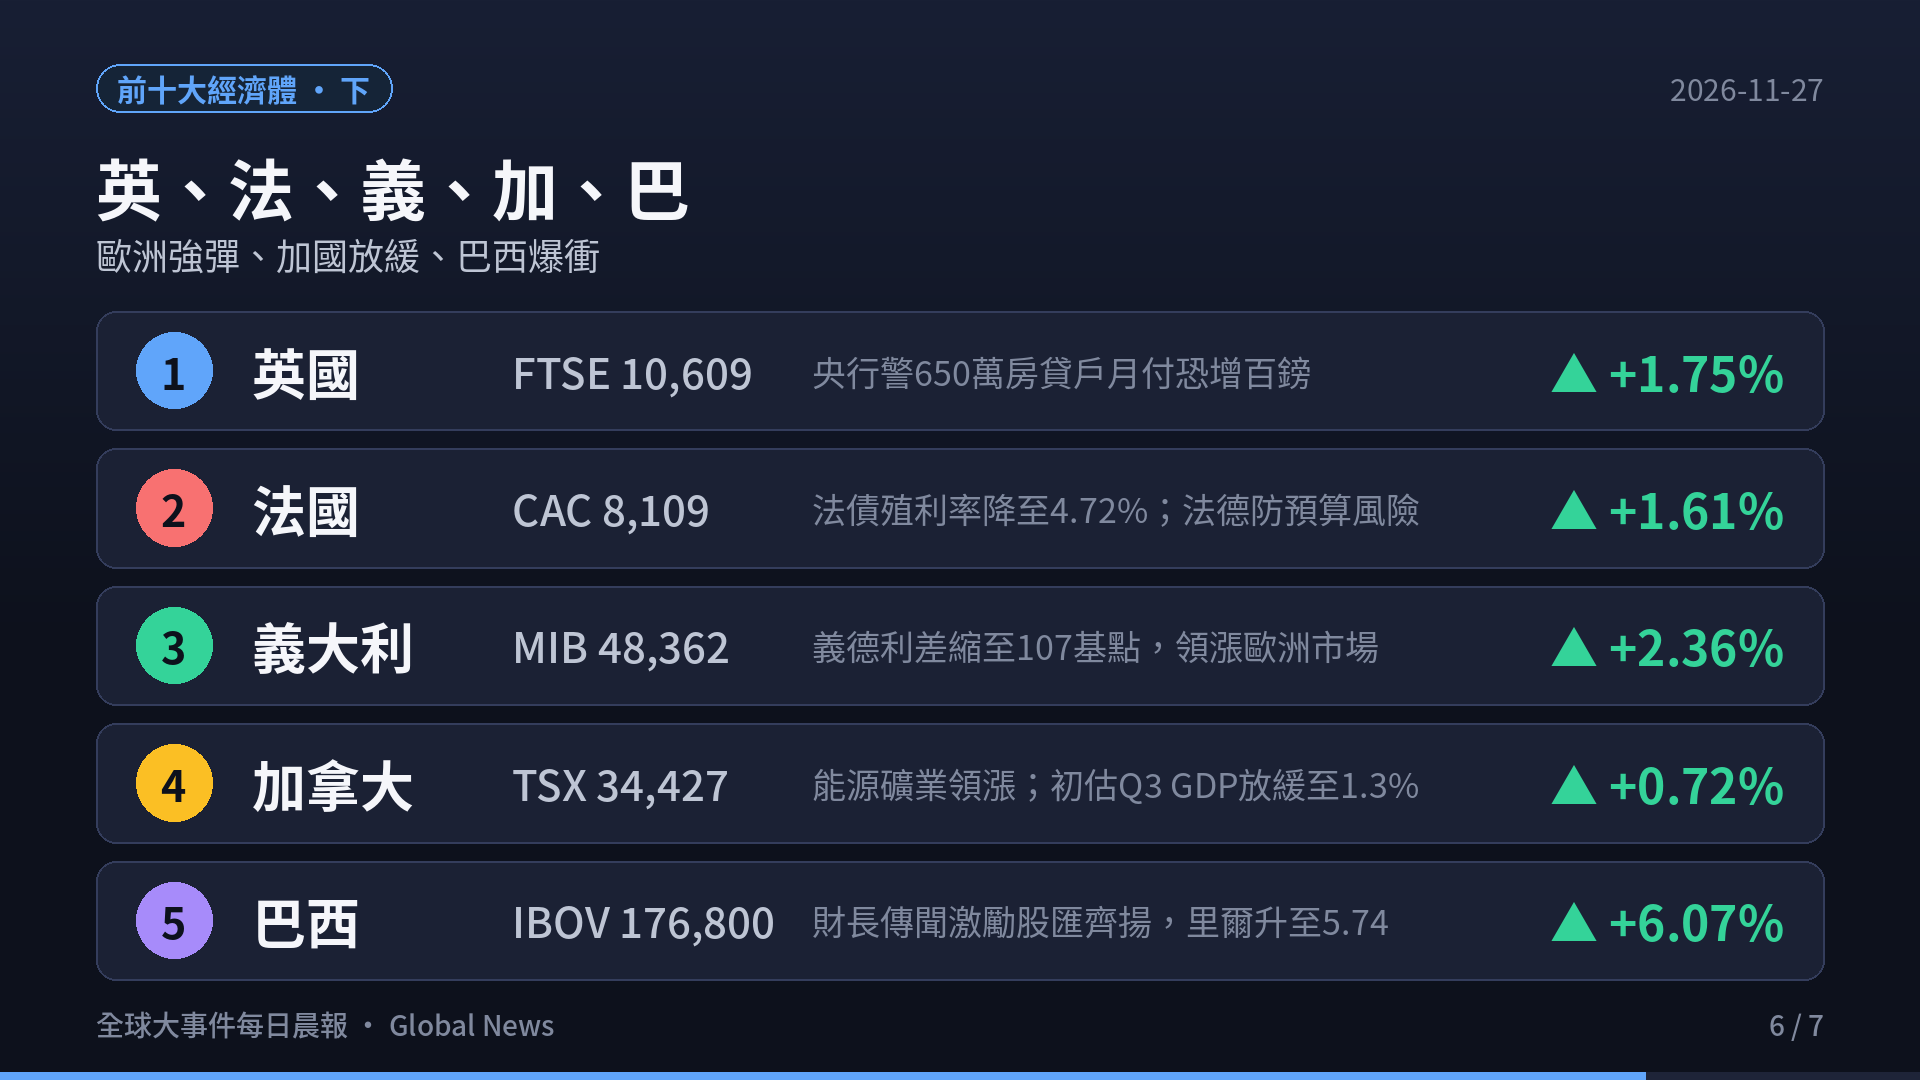 前十大經濟體 • 下
2026-11-27
英、法、義、加、巴
歐洲強彈、加國放緩、巴西爆衝
1 英國 FTSE 10,609 央行警650萬房貸戶月付恐增百鎊 ▲ +1.75%
2 法國 CAC 8,109 法債殖利率降至4.72%；法德防預算風險 ▲ +1.61%
3 義大利 MIB 48,362 義德利差縮至107基點，領漲歐洲市場 ▲ +2.36%
4 加拿大 TSX 34,427 能源礦業領漲；初估Q3 GDP放緩至1.3% ▲ +0.72%
5 巴西 IBOV 176,800 財長傳聞激勵股匯齊揚，里爾升至5.74 ▲ +6.07%
全球大事件每日晨報 • Global News
6 / 7